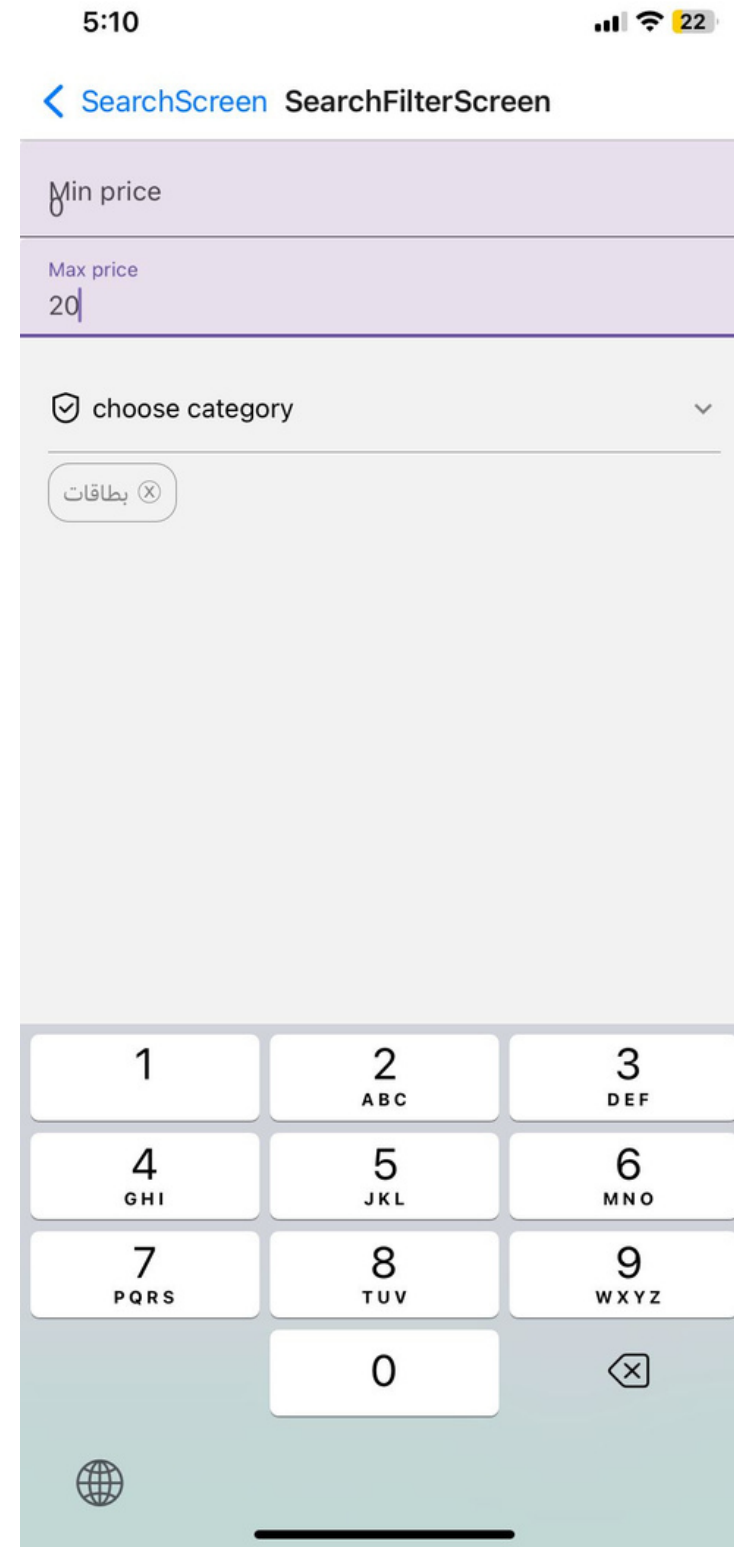 5:10 22
SearchScreen SearchFilterScreen
Min price
0
Max price
20
choose category
بطاقات
1 2 3
ABC DEF
4 5 6
GHI JKL MNO
7 8 9
PQRS TUV WXYZ
0